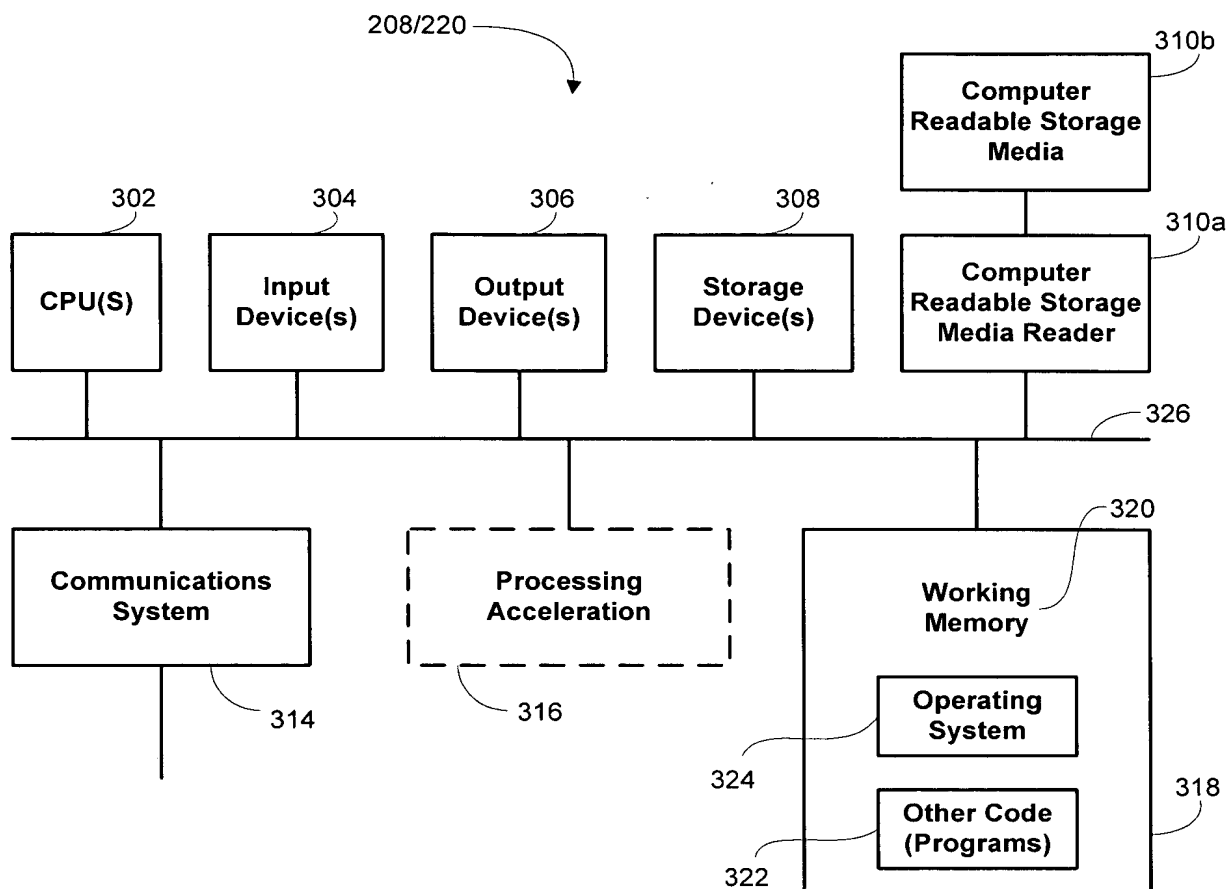 208/220
310b
Computer
Readable Storage
Media
302
304
306
308
310a
CPU(S)
Input
Device(s)
Output
Device(s)
Storage
Device(s)
Computer
Readable Storage
Media Reader
326
320
Communications
System
Processing
Acceleration
Working
Memory
314
316
Operating
System
324
318
Other Code
(Programs)
322